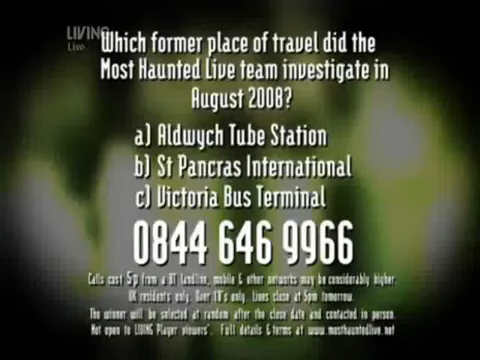 LIVING
Live
Which former place of travel did the
Most Haunted Live team investigate in
August 2008?
a) Aldwych Tube Station
b) St Pancras International
c) Victoria Bus Terminal
0844 646 9966
Calls cost 5p from a BT landline, mobile & other networks may be considerably higher.
UK residents only. Over 18's only. Lines close at 5pm tomorrow.
The winner will be selected at random after the close date and contacted in person.
Not open to LIVING Player viewers'. Full details & terms at www.mosthauntedlive.net